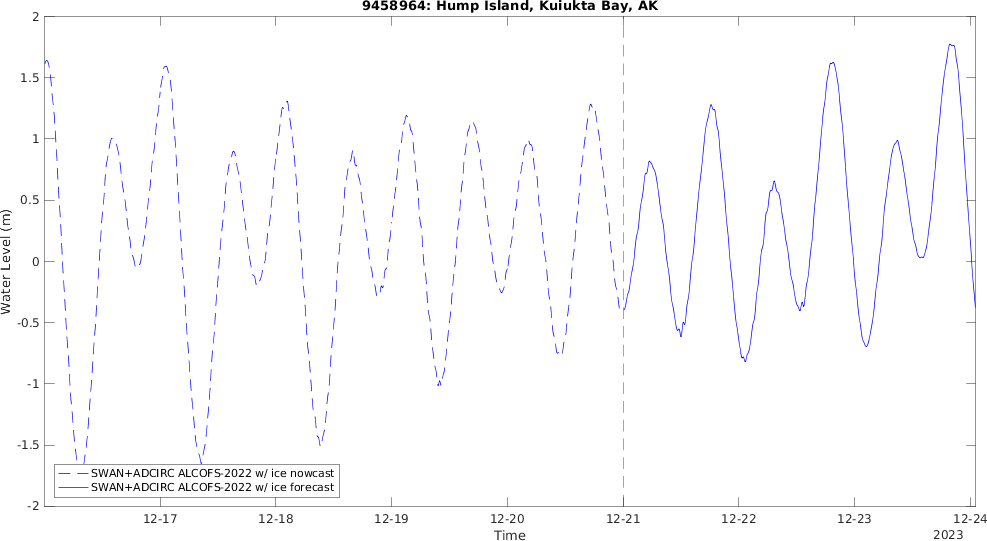 9458964: Hump Island, Kuiukta Bay, AK
Water Level (m)
2
1.5
1
0.5
0
-0.5
-1
-1.5
-2
SWAN+ADCIRC ALCOFS-2022 w/ ice nowcast
SWAN+ADCIRC ALCOFS-2022 w/ ice forecast
12-17 12-18 12-19 12-20 12-21 12-22 12-23 12-24
Time
2023